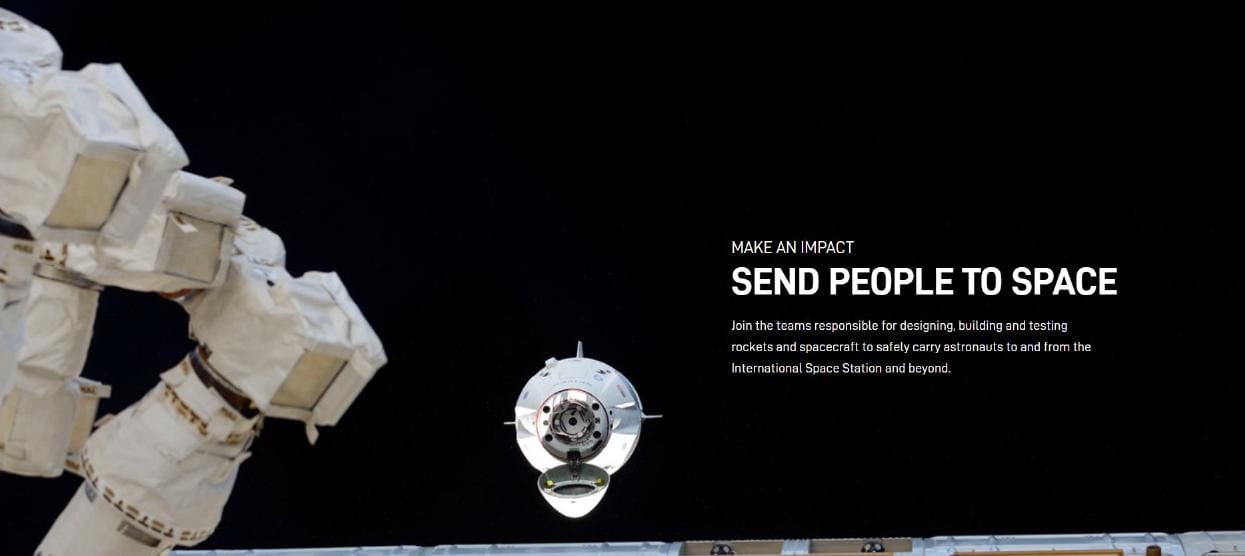 MAKE AN IMPACT
SEND PEOPLE TO SPACE
Join the teams responsible for designing, building and testing
rockets and spacecraft to safely carry astronauts to and from the
International Space Station and beyond.